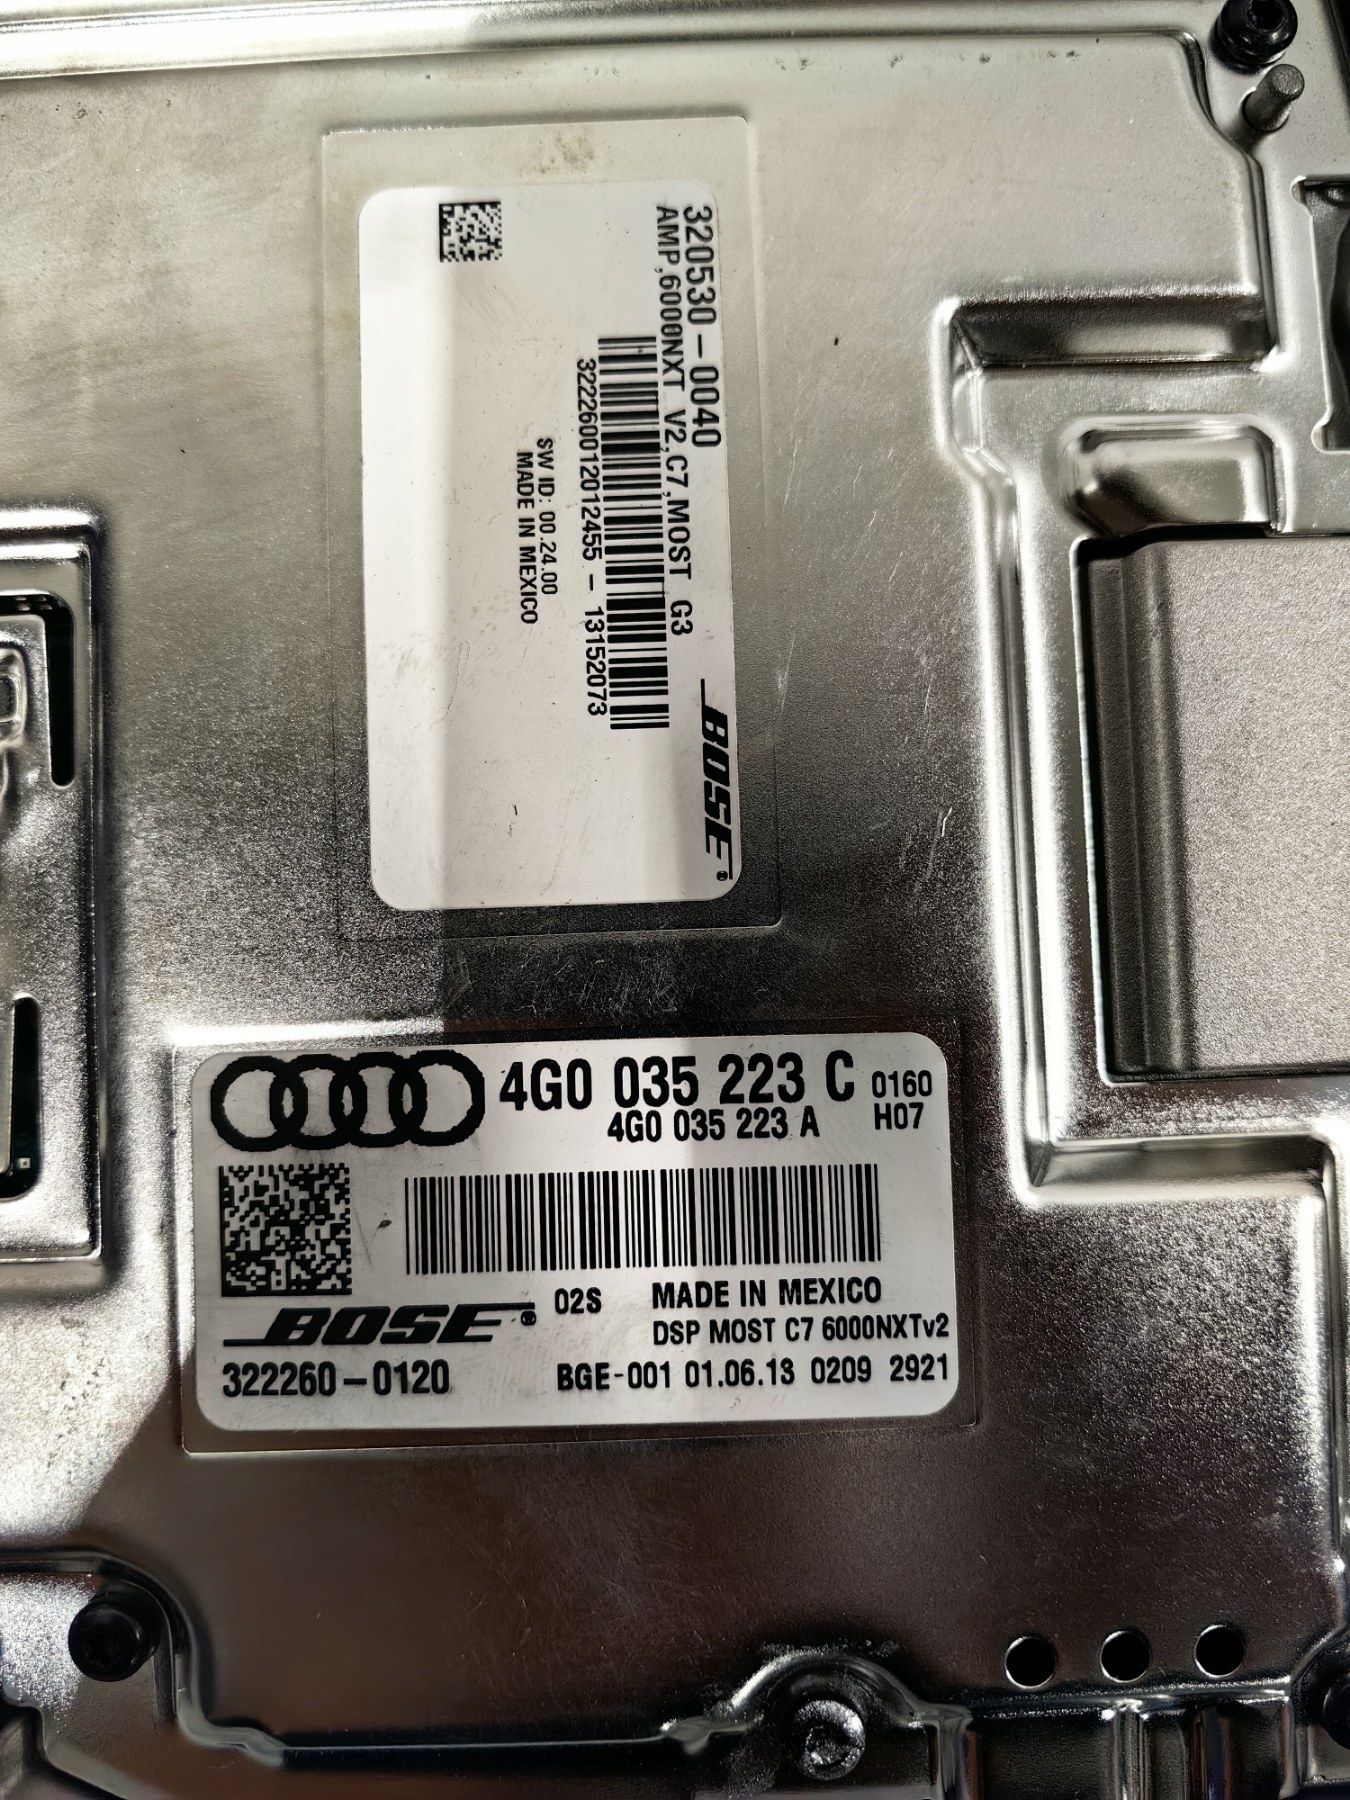 320530-0040
AMP,6000NXT V2,C7,MOST G3
322260012012455 - 13152073
SW ID: 00.24.00
MADE IN MEXICO
BOSE®
4G0 035 223 C 0160
4G0 035 223 A H07
BOSE® 02S MADE IN MEXICO
DSP MOST C7 6000NXTv2
322260-0120 BGE-001 01.06.13 0209 2921